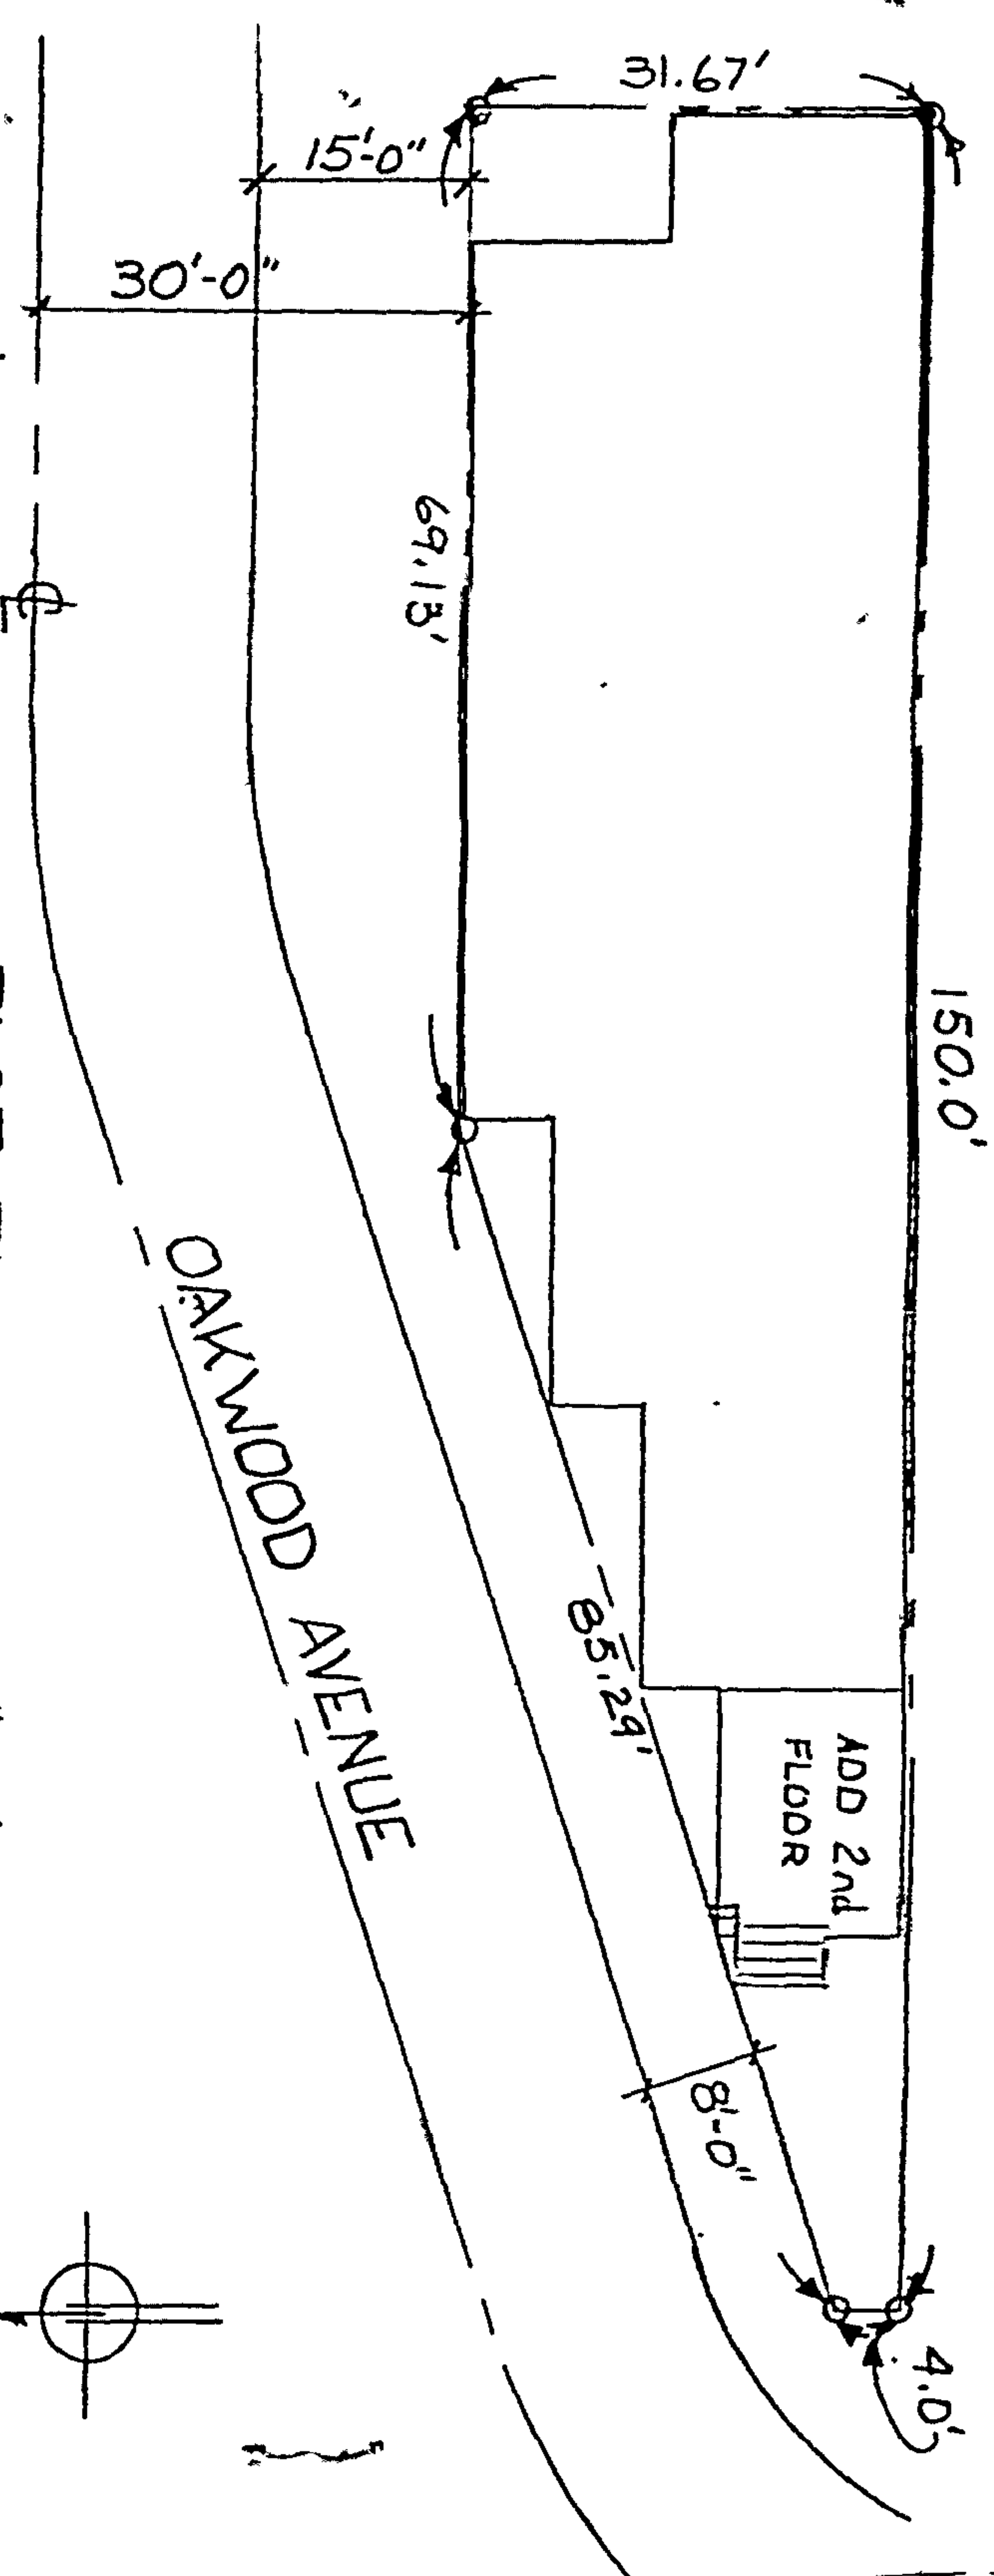 31.67'
15'-0"
30'-0"
69.13'
150.0'
OAKWOOD AVENUE
85.29'
ADD 2nd
FLOOR
8'-0"
4.0'